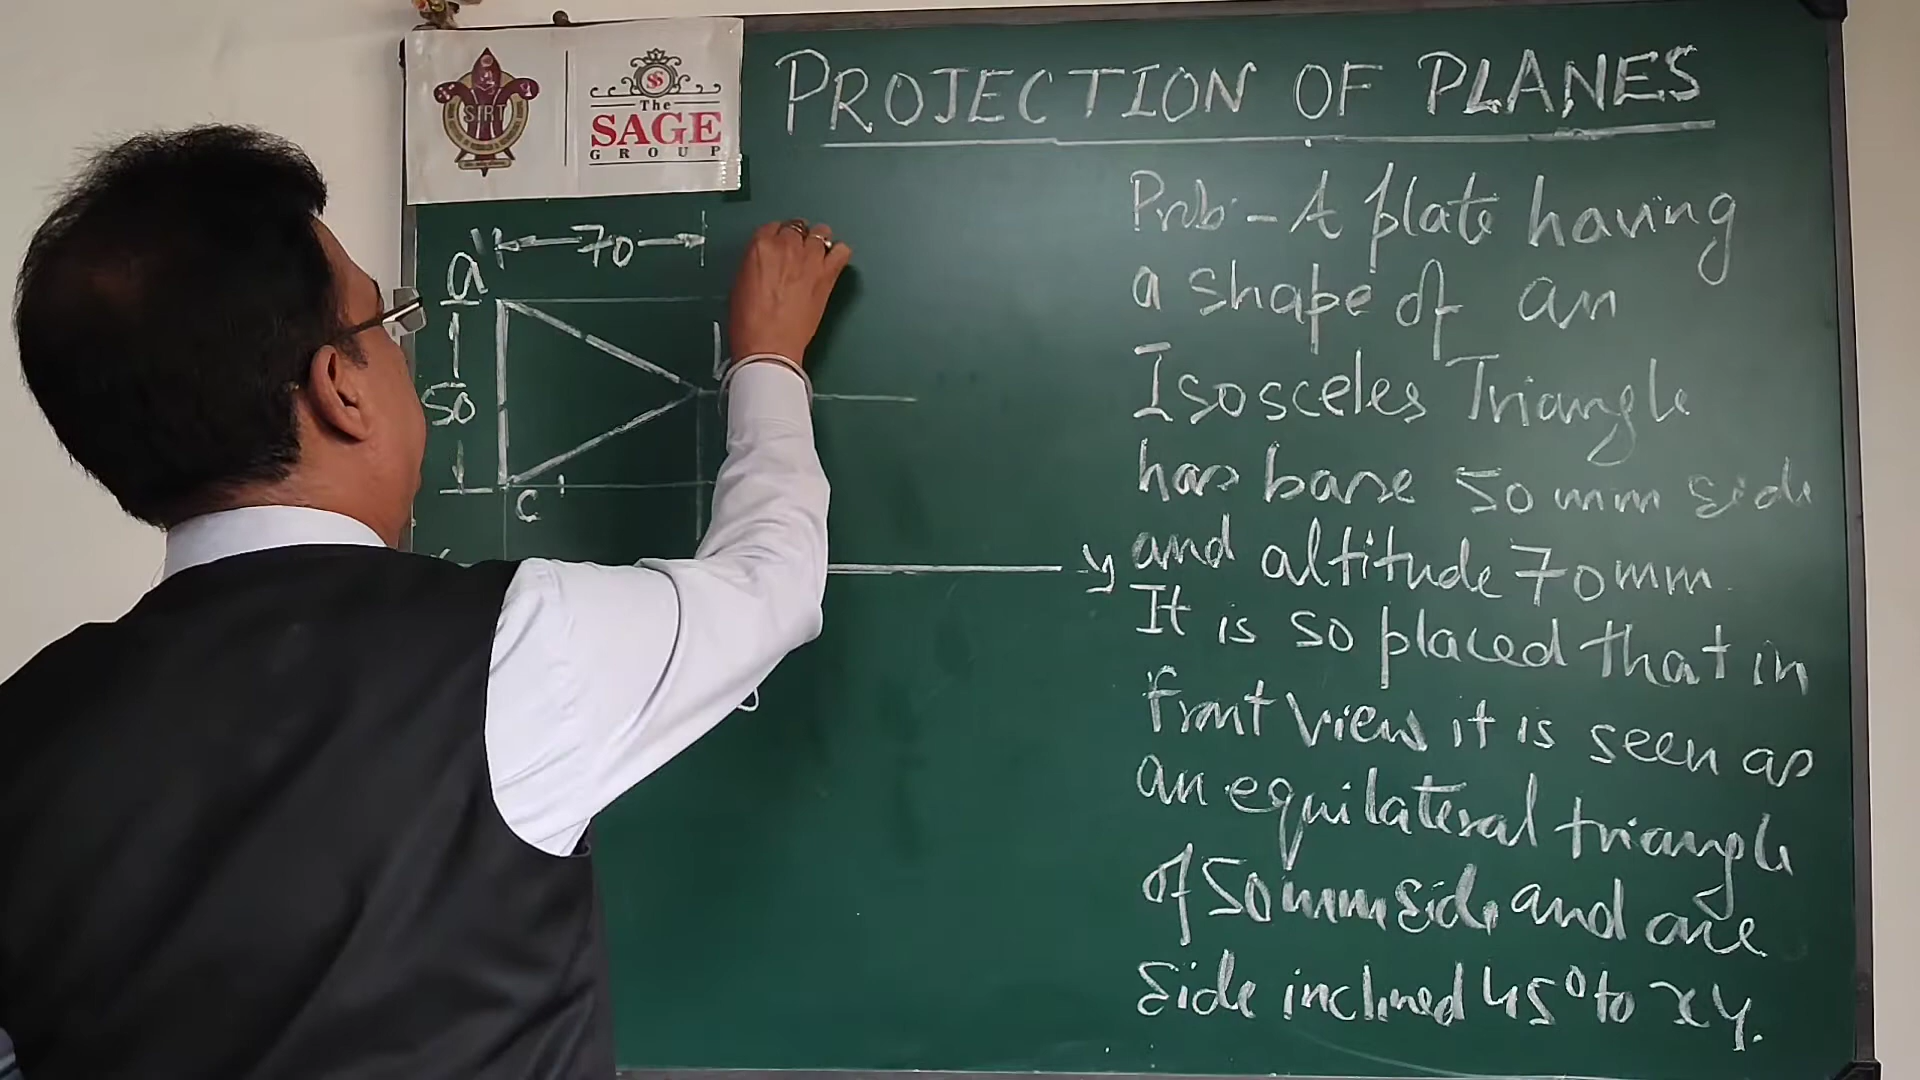 PROJECTION OF PLANES
SIRT
The
SAGE
GROUP
Prob:- A plate having
a shape of an
Isosceles Triangle
has base 50 mm side
and altitude 70 mm.
It is so placed that in
front view it is seen as
an equilateral triangle
of 50 mm side and one
side inclined 45° to xy.
70
a'
50
c'
y